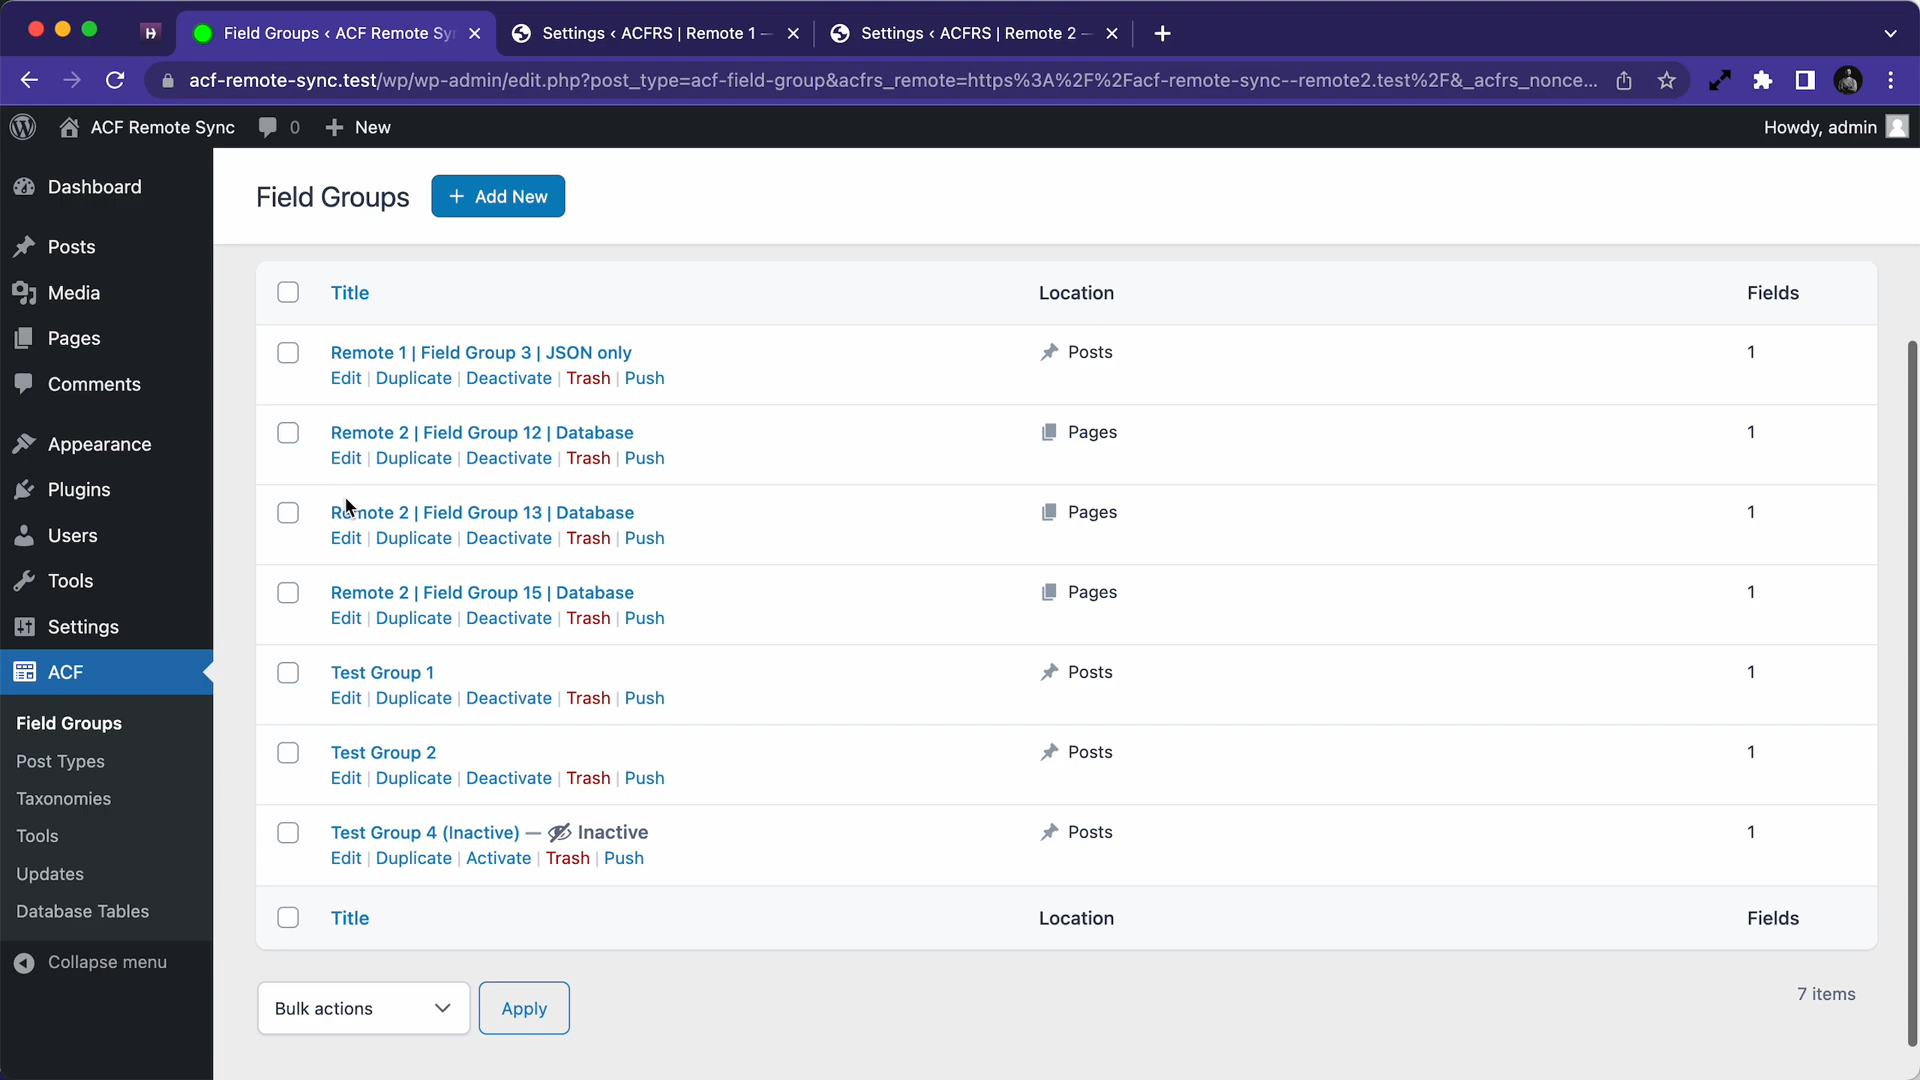 Field Groups ‹ ACF Remote Sy
Settings ‹ ACFRS | Remote 1 —
Settings ‹ ACFRS | Remote 2 —
acf-remote-sync.test/wp/wp-admin/edit.php?post_type=acf-field-group&acfrs_remote=https%3A%2F%2Facf-remote-sync--remote2.test%2F&_acfrs_nonce...
ACF Remote Sync
0
New
Howdy, admin
Dashboard
Posts
Media
Pages
Comments
Appearance
Plugins
Users
Tools
Settings
ACF
Field Groups
Post Types
Taxonomies
Tools
Updates
Database Tables
Collapse menu
Field Groups
+ Add New
Title Location Fields
Remote 1 | Field Group 3 | JSON only Posts 1
Edit | Duplicate | Deactivate | Trash | Push
Remote 2 | Field Group 12 | Database Pages 1
Edit | Duplicate | Deactivate | Trash | Push
Remote 2 | Field Group 13 | Database Pages 1
Edit | Duplicate | Deactivate | Trash | Push
Remote 2 | Field Group 15 | Database Pages 1
Edit | Duplicate | Deactivate | Trash | Push
Test Group 1 Posts 1
Edit | Duplicate | Deactivate | Trash | Push
Test Group 2 Posts 1
Edit | Duplicate | Deactivate | Trash | Push
Test Group 4 (Inactive) — Inactive Posts 1
Edit | Duplicate | Activate | Trash | Push
Title Location Fields
Bulk actions
Apply
7 items